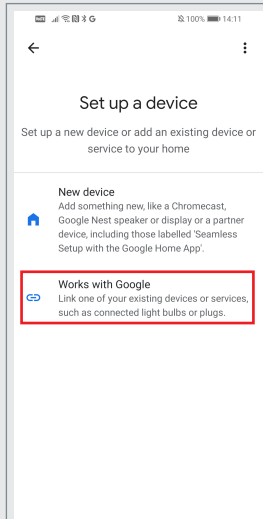 100% 14:11
Set up a device
Set up a new device or add an existing device or
service to your home
New device
Add something new, like a Chromecast,
Google Nest speaker or display or a partner
device, including those labelled 'Seamless
Setup with the Google Home App'.
Works with Google
Link one of your existing devices or services,
such as connected light bulbs or plugs.